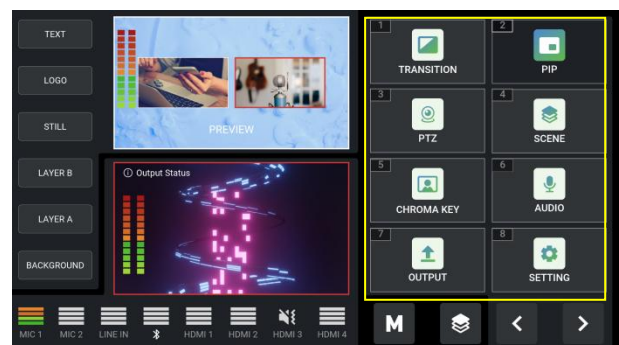 TEXT
LOGO
STILL
LAYER B
LAYER A
BACKGROUND
PREVIEW
Output Status
1
TRANSITION
2
PIP
3
PTZ
4
SCENE
5
CHROMA KEY
6
AUDIO
7
OUTPUT
8
SETTING
MIC 1
MIC 2
LINE IN
HDMI 1
HDMI 2
HDMI 3
HDMI 4
M